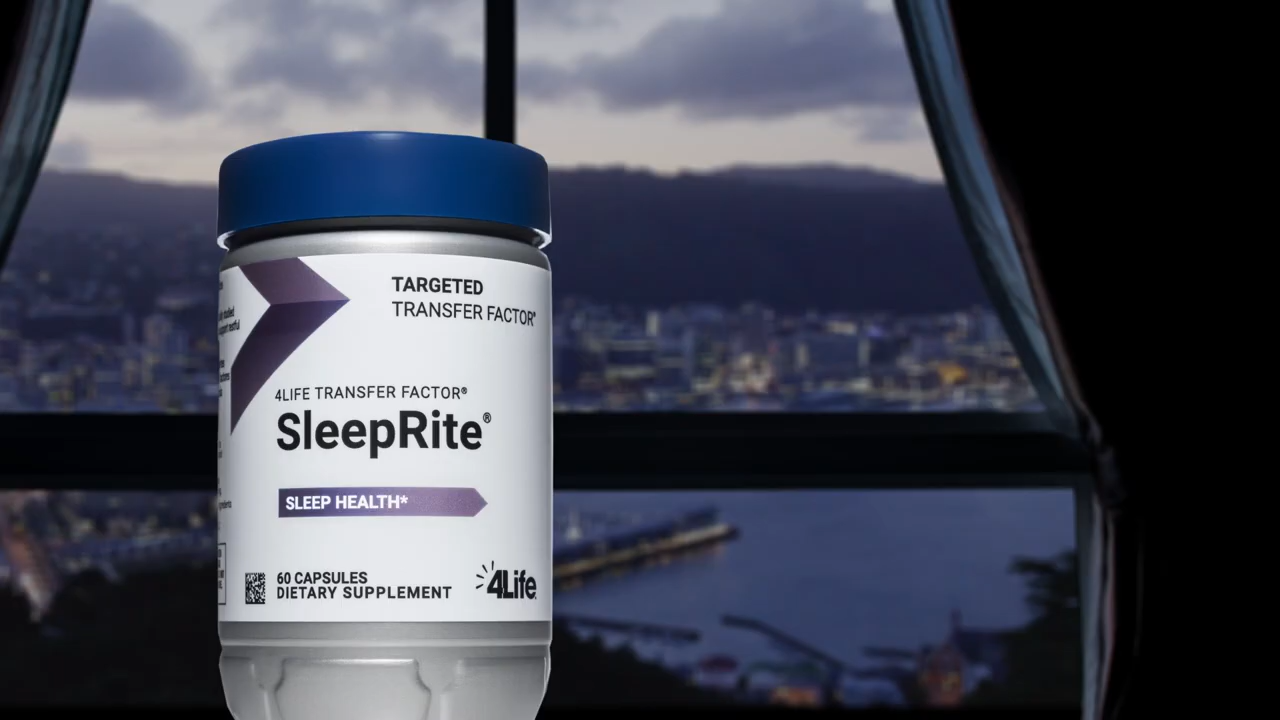 TARGETED
TRANSFER FACTOR®
4LIFE TRANSFER FACTOR®
SleepRite®
SLEEP HEALTH*
60 CAPSULES
DIETARY SUPPLEMENT
4Life